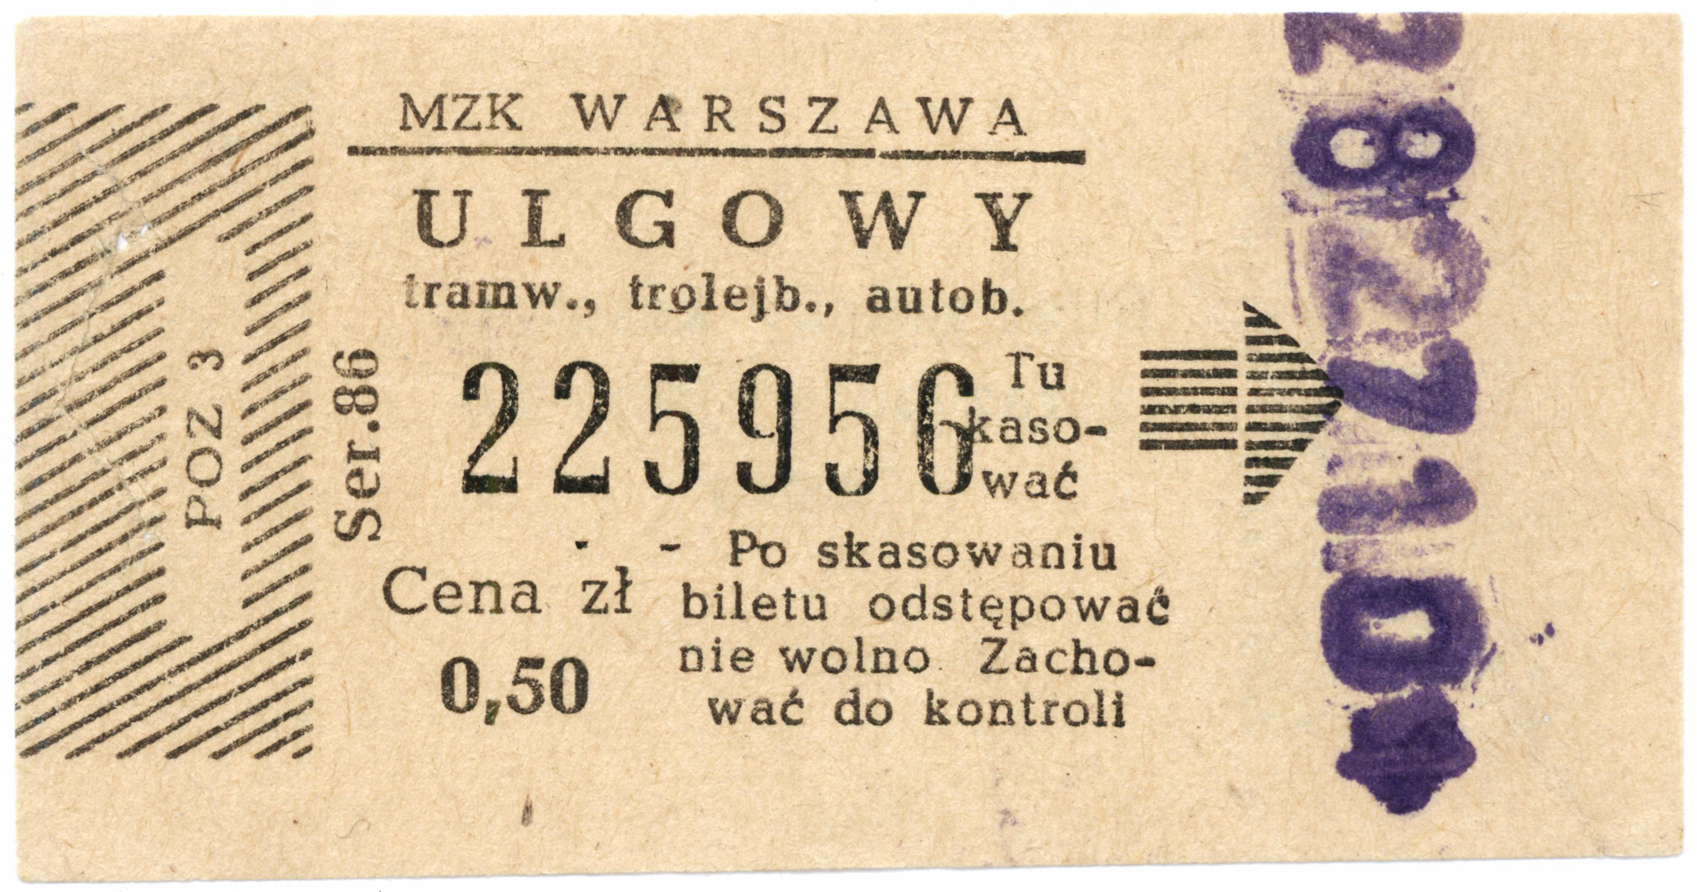 MZK WARSZAWA
ULGOWY
tramw., trolejb., autob.
225956
Tu
kaso-
wać
Po skasowaniu
biletu odstępować
nie wolno. Zacho-
wać do kontroli
Cena zł
0,50
Ser.86
POZ 3